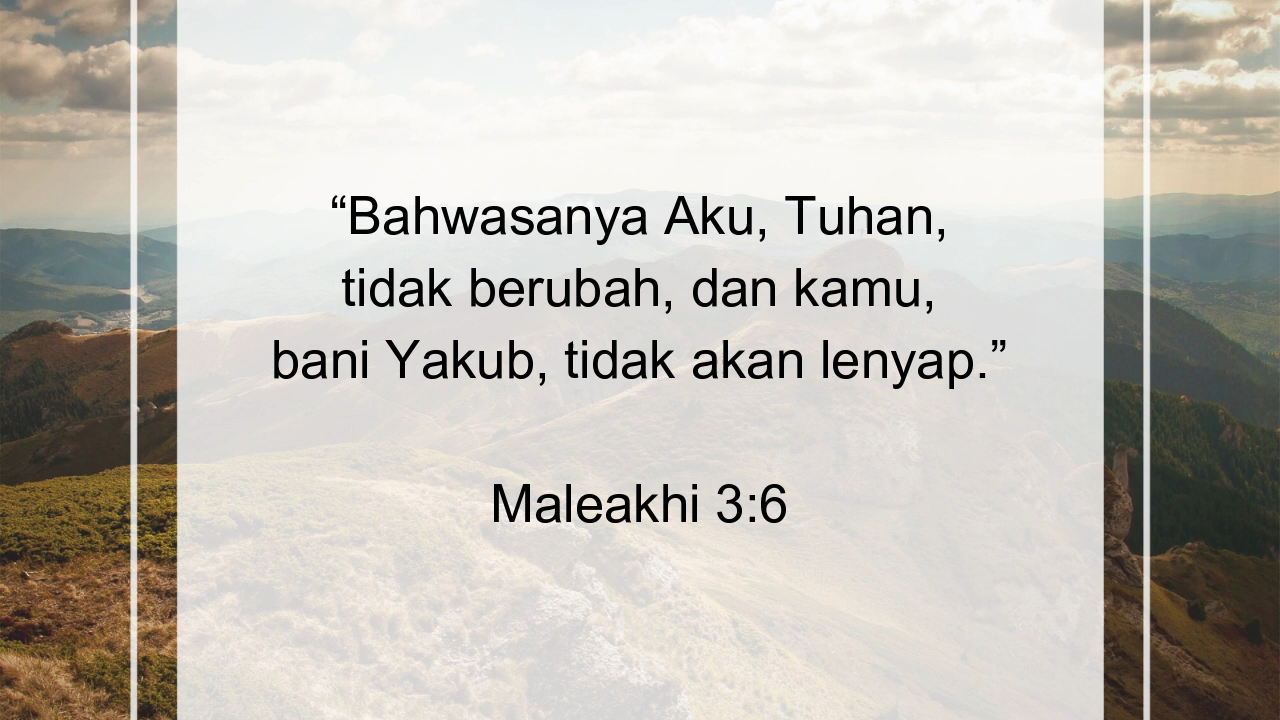 “Bahwasanya Aku, Tuhan,
tidak berubah, dan kamu,
bani Yakub, tidak akan lenyap.”
Maleakhi 3:6